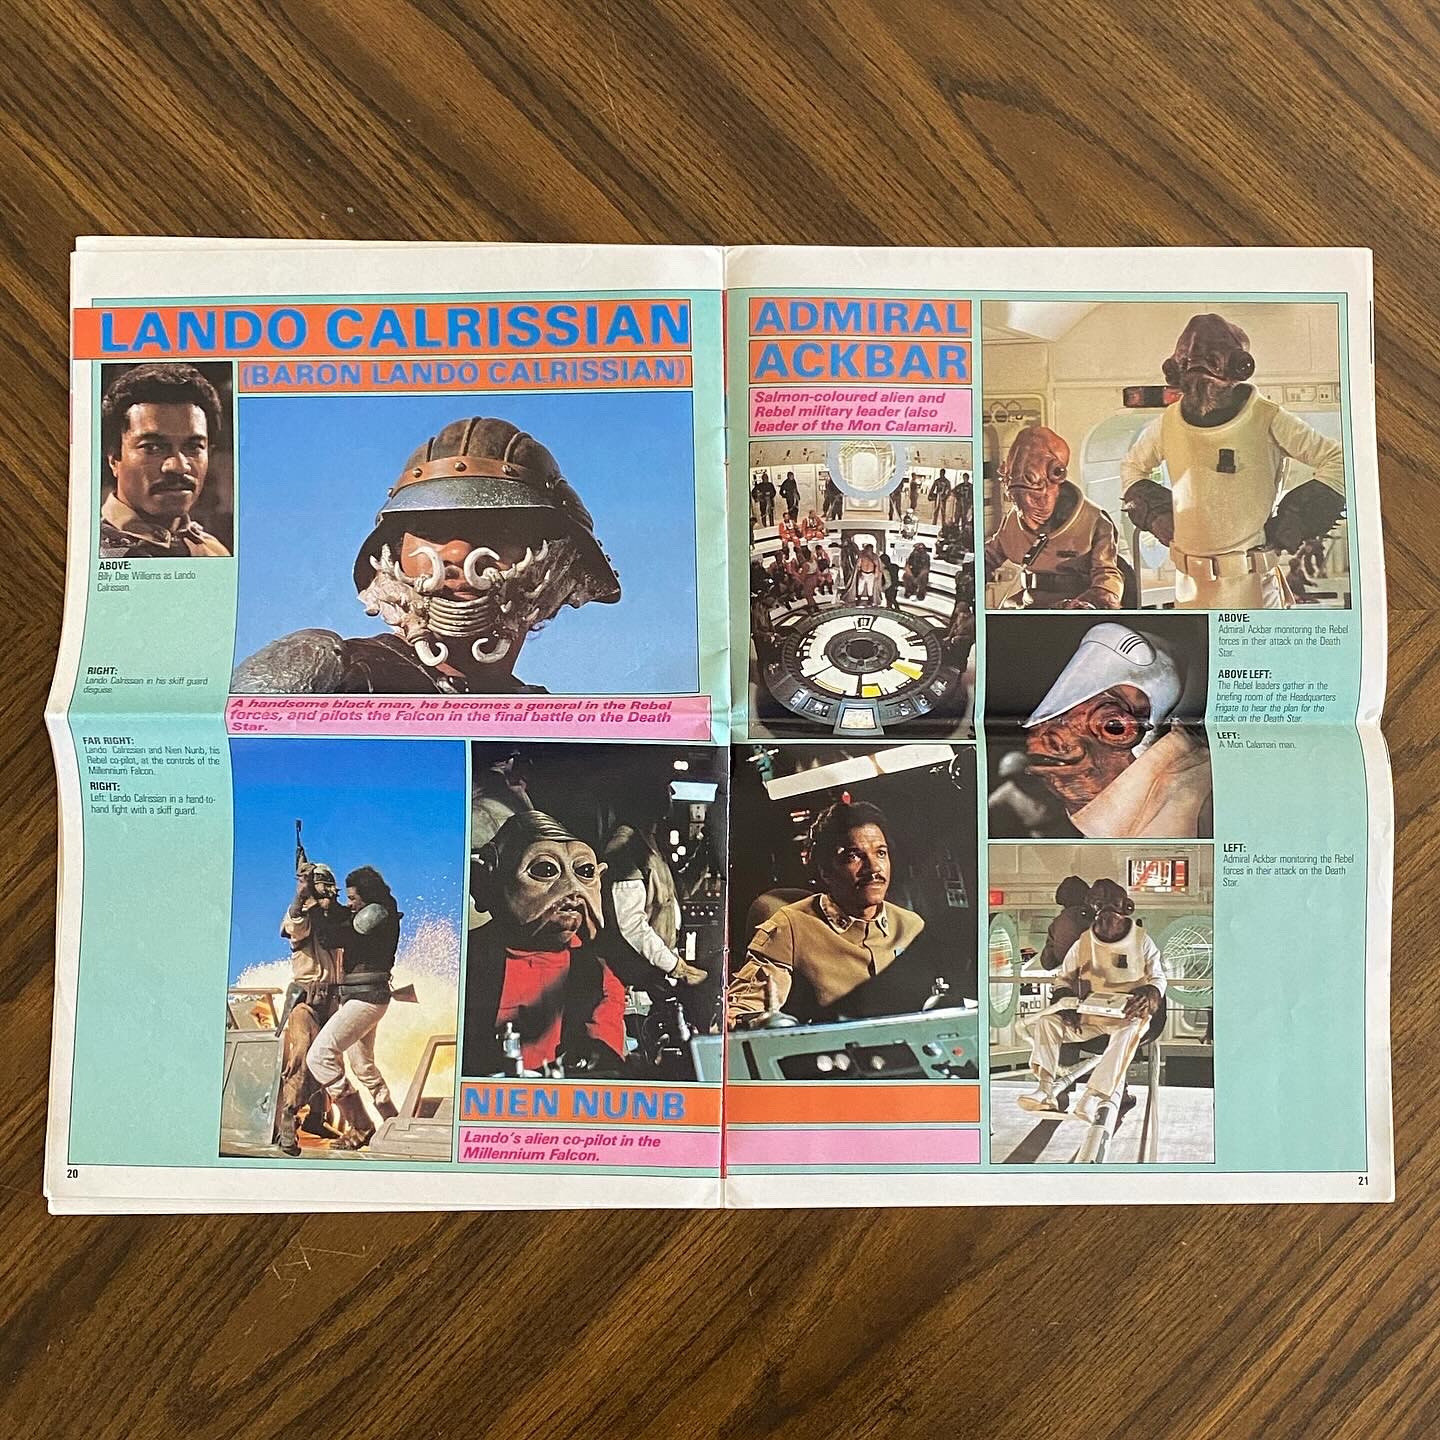 LANDO CALRISSIAN
(BARON LANDO CALRISSIAN)
ABOVE:
Billy Dee Williams as Lando
Calrissian.
RIGHT:
Lando Calrissian in his skiff guard
disguise.
A handsome black man, he becomes a general in the Rebel
forces, and pilots the Falcon in the final battle on the Death
Star.
FAR RIGHT:
Lando Calrissian and Nien Nunb, his
Rebel co-pilot, at the controls of the
Millennium Falcon.
RIGHT:
Left: Lando Calrissian in a hand-to-
hand fight with a skiff guard.
NIEN NUNB
Lando's alien co-pilot in the
Millennium Falcon.
20
ADMIRAL
ACKBAR
Salmon-coloured alien and
Rebel military leader (also
leader of the Mon Calamari).
ABOVE:
Admiral Ackbar monitoring the Rebel
forces in their attack on the Death
Star.
ABOVE LEFT:
The Rebel leaders gather in the
briefing room of the Headquarters
Frigate to hear the plan for the
attack on the Death Star.
LEFT:
A Mon Calamari man.
LEFT:
Admiral Ackbar monitoring the Rebel
forces in their attack on the Death
Star.
21